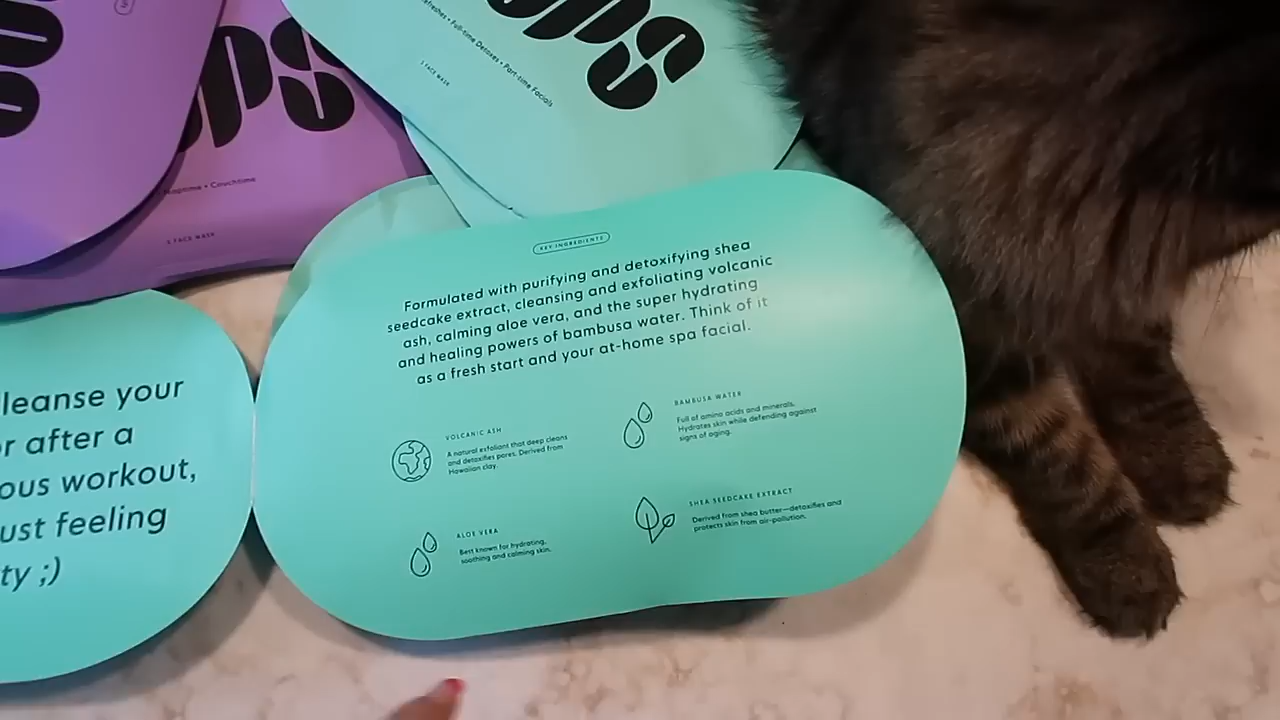 ps
Naptime • Couchtime
1 FACE MASK
ps
Full-time Detoxes • Part-time Facials
1 FACE MASK
leanse your
or after a
ous workout,
ust feeling
ty ;)
KEY INGREDIENTS
Formulated with purifying and detoxifying shea
seedcake extract, cleansing and exfoliating volcanic
ash, calming aloe vera, and the super hydrating
and healing powers of bambusa water. Think of it
as a fresh start and your at-home spa facial.
VOLCANIC ASH
A natural exfoliant that deep cleans
and detoxifies pores. Derived from
Hawaiian clay.
BAMBUSA WATER
Full of amino acids and minerals.
Hydrates skin while defending against
signs of aging.
ALOE VERA
Best known for hydrating,
soothing and calming skin.
SHEA SEEDCAKE EXTRACT
Derived from shea butter—detoxifies and
protects skin from air-pollution.